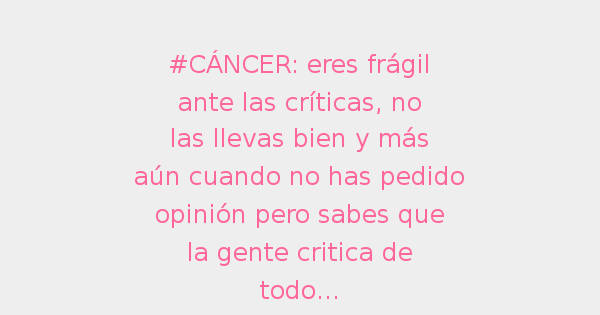 #CÁNCER: eres frágil
ante las críticas, no
las llevas bien y más
aún cuando no has pedido
opinión pero sabes que
la gente critica de
todo...